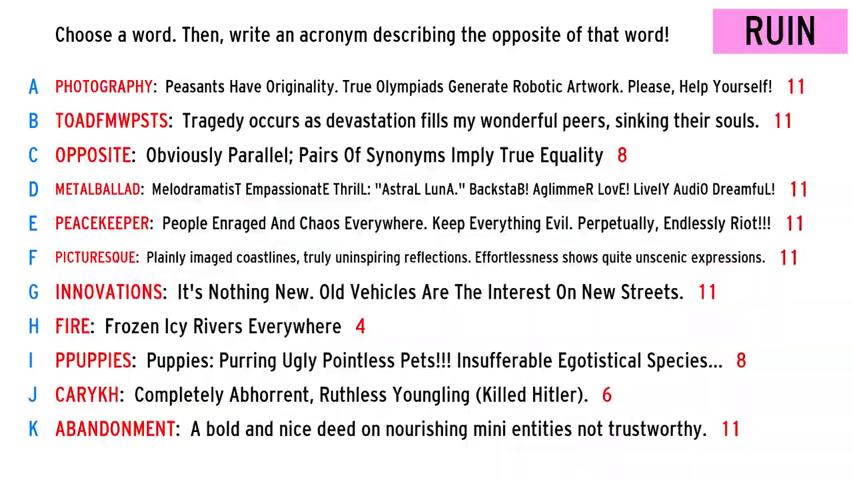 Choose a word. Then, write an acronym describing the opposite of that word!
RUIN
A PHOTOGRAPHY: Peasants Have Originality. True Olympiads Generate Robotic Artwork. Please, Help Yourself! 11
B TOADFMWPSTS: Tragedy occurs as devastation fills my wonderful peers, sinking their souls. 11
C OPPOSITE: Obviously Parallel; Pairs Of Synonyms Imply True Equality 8
D METALBALLAD: MelodramatisT EmpassionatE ThrilL: "AstraL LunA." BackstaB! AglimmeR LovE! LivelY AudiO DreamfuL! 11
E PEACEKEEPER: People Enraged And Chaos Everywhere. Keep Everything Evil. Perpetually, Endlessly Riot!!! 11
F PICTURESQUE: Plainly imaged coastlines, truly uninspiring reflections. Effortlessness shows quite unscenic expressions. 11
G INNOVATIONS: It's Nothing New. Old Vehicles Are The Interest On New Streets. 11
H FIRE: Frozen Icy Rivers Everywhere 4
I PPUPPIES: Puppies: Purring Ugly Pointless Pets!!! Insufferable Egotistical Species... 8
J CARYKH: Completely Abhorrent, Ruthless Youngling (Killed Hitler). 6
K ABANDONMENT: A bold and nice deed on nourishing mini entities not trustworthy. 11